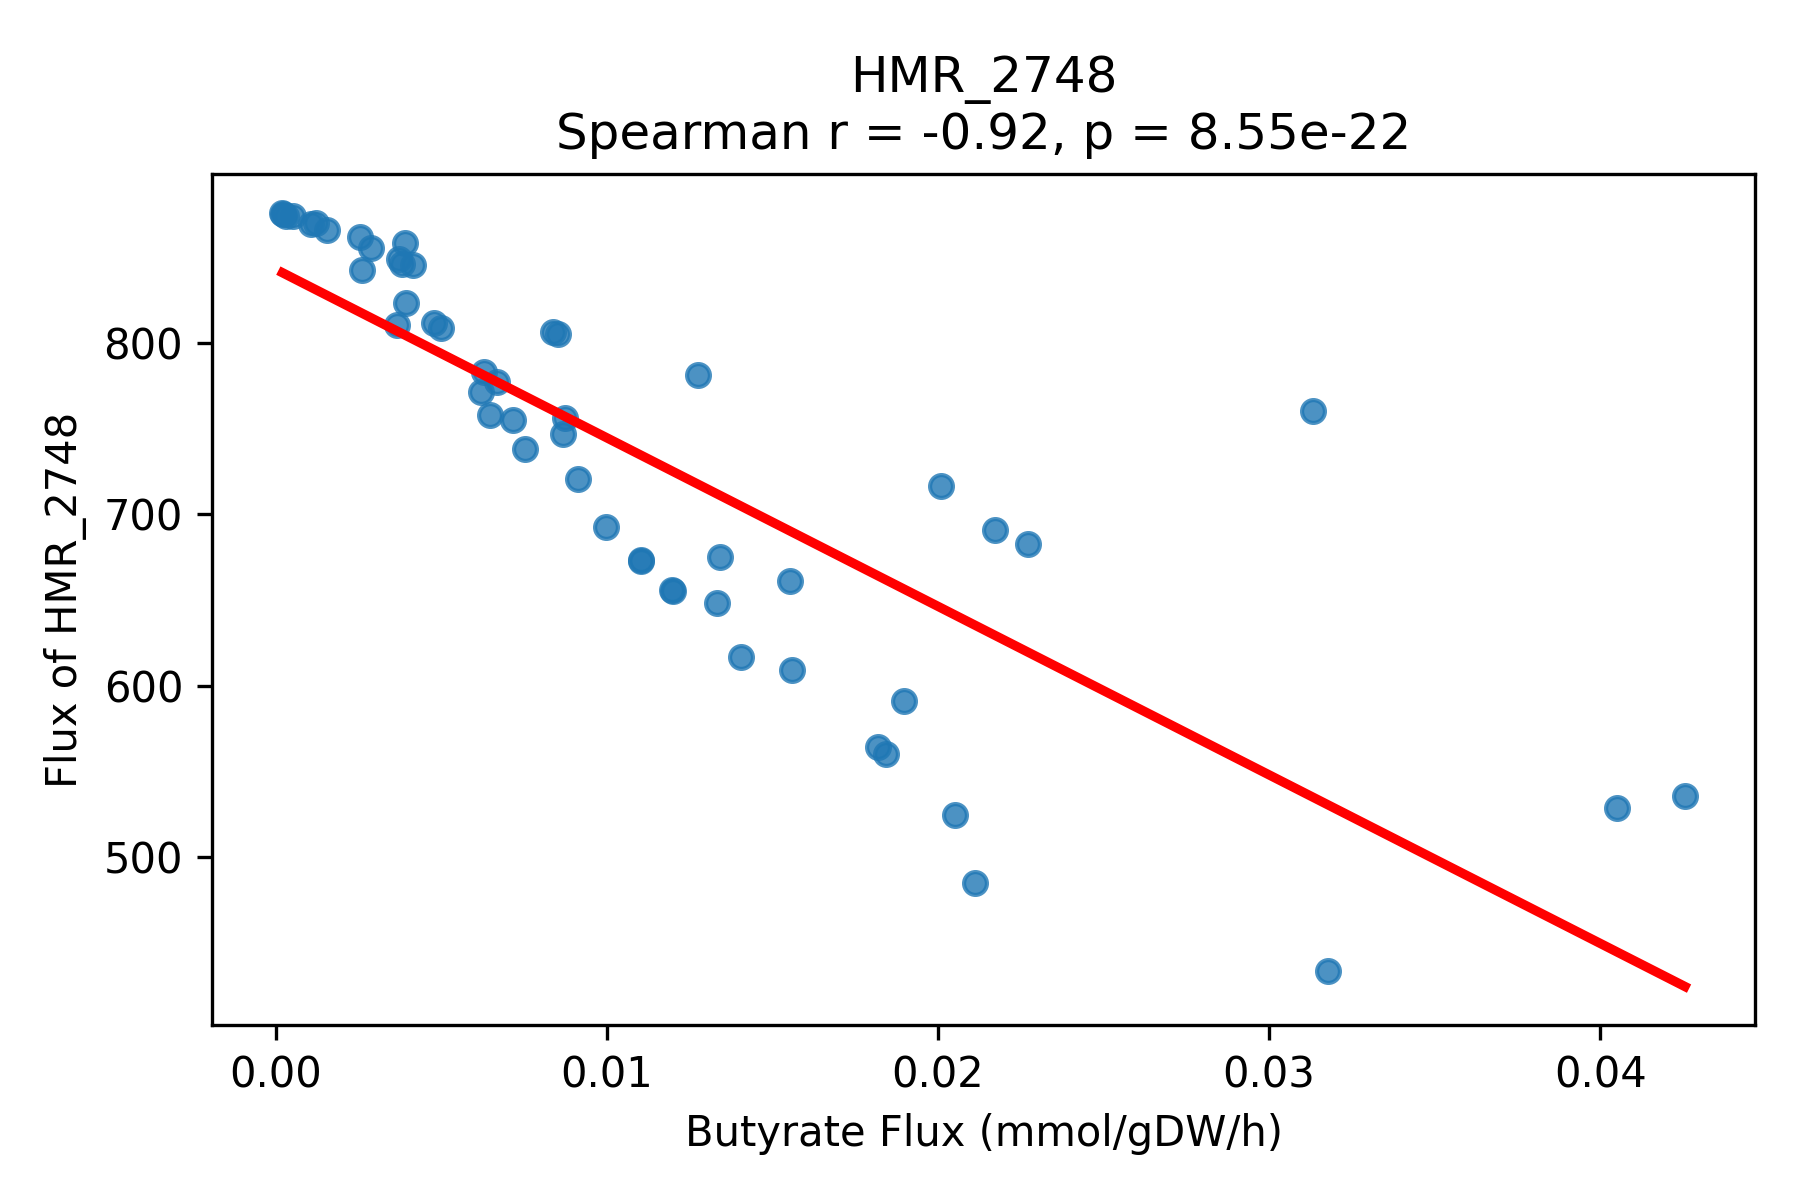 HMR_2748
Spearman r = -0.92, p = 8.55e-22
Flux of HMR_2748
800
700
600
500
0.00 0.01 0.02 0.03 0.04
Butyrate Flux (mmol/gDW/h)